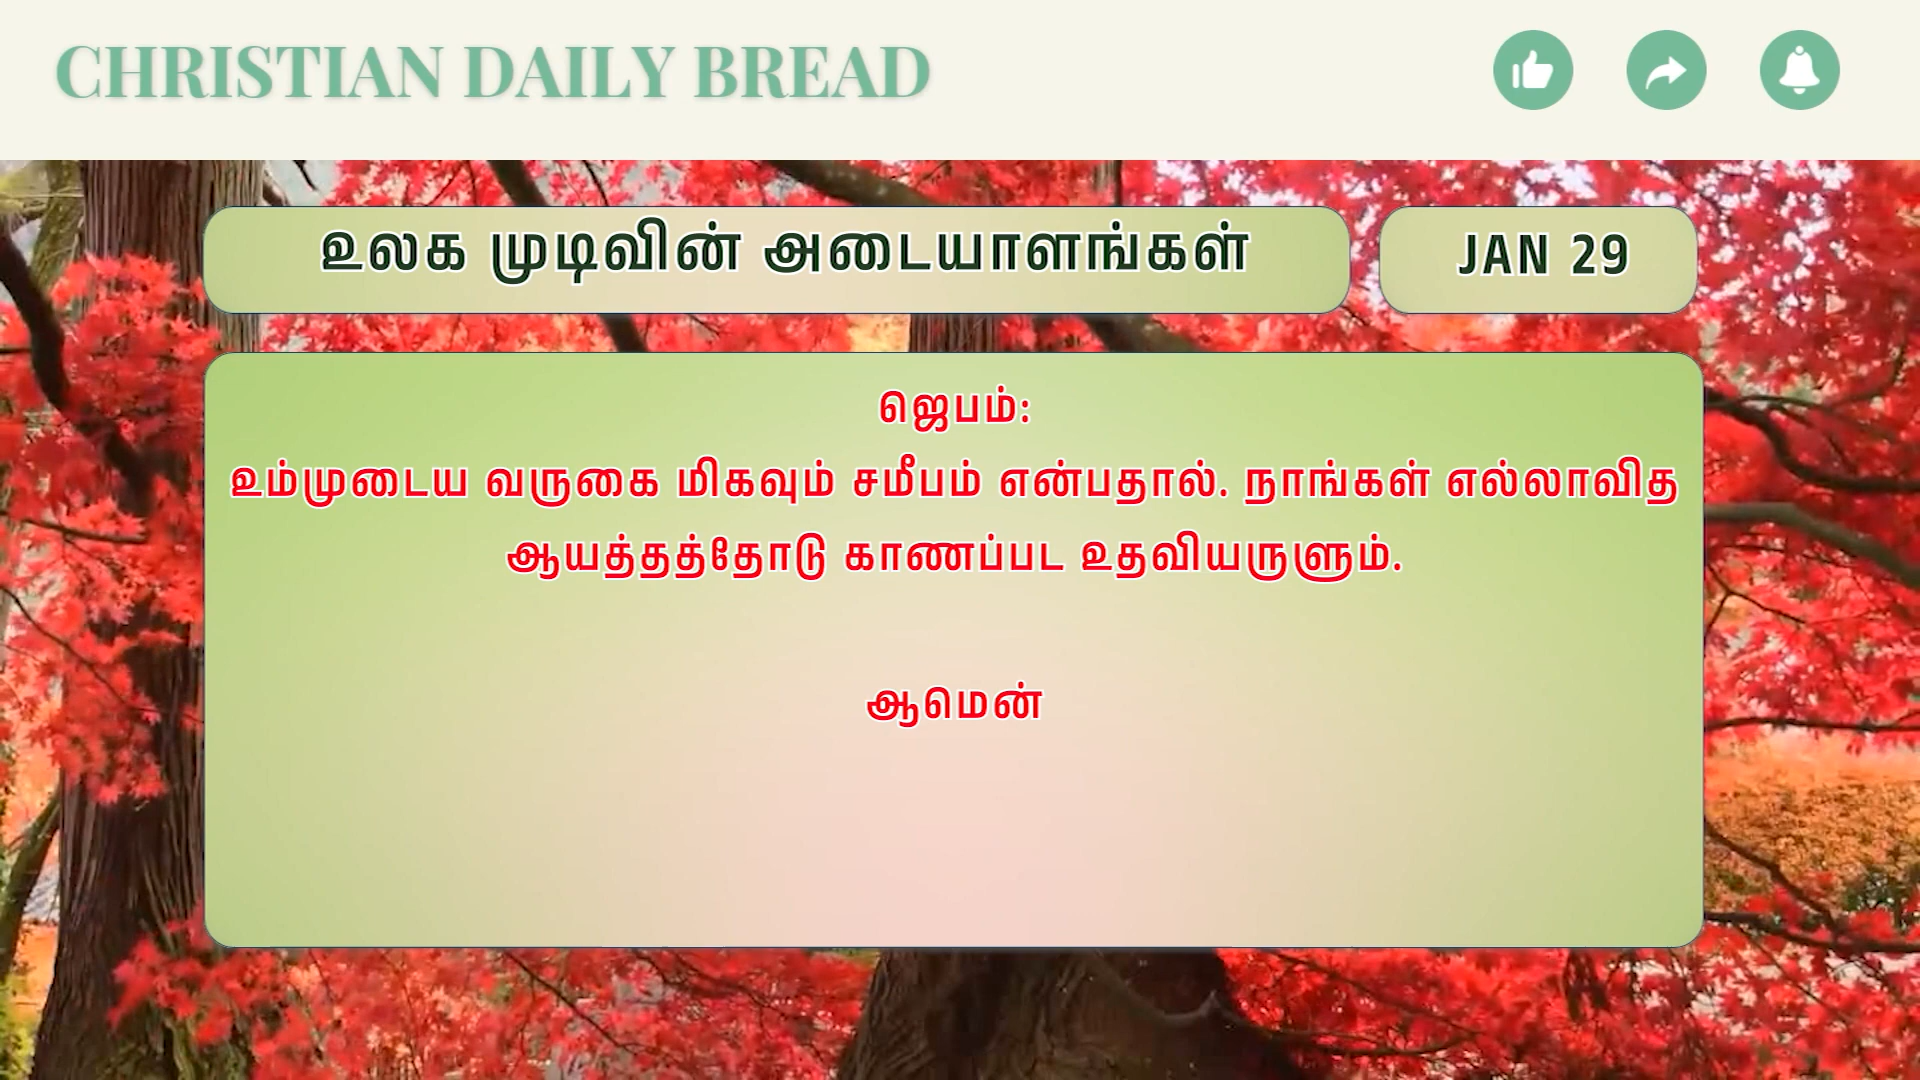 CHRISTIAN DAILY BREAD
உலக முடிவின் அடையாளங்கள்
JAN 29
ஜெபம்:
உம்முடைய வருகை மிகவும் சமீபம் என்பதால். நாங்கள் எல்லாவித
ஆயத்தத்தோடு காணப்பட உதவியருளும்.
ஆமென்